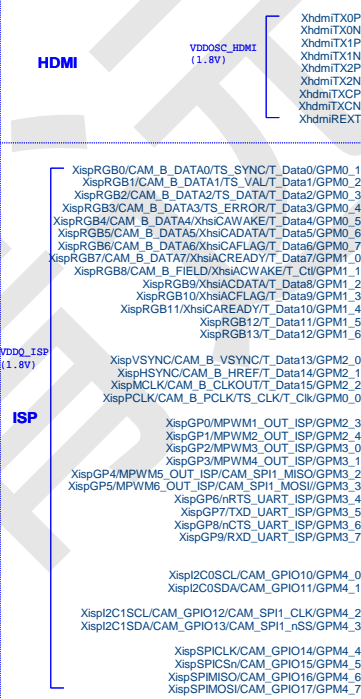 XhdmiTX0P
XhdmiTX0N
XhdmiTX1P
VDDOSC_HDMI
XhdmiTX1N
(1.8V)
HDMI
XhdmiTX2P
XhdmiTX2N
XhdmiTXCP
XhdmiTXCN
XhdmiREXT
XispRGB0/CAM_B_DATA0/TS_SYNC/T_Data0/GPM0_1
XispRGB1/CAM_B_DATA1/TS_VAL/T_Data1/GPM0_2
XispRGB2/CAM_B_DATA2/TS_DATA/T_Data2/GPM0_3
XispRGB3/CAM_B_DATA3/TS_ERROR/T_Data3/GPM0_4
XispRGB4/CAM_B_DATA4/XhsiCAWAKE/T_Data4/GPM0_5
XispRGB5/CAM_B_DATA5/XhsiCADATA/T_Data5/GPM0_6
XispRGB6/CAM_B_DATA6/XhsiCAFLAG/T_Data6/GPM0_7
XispRGB7/CAM_B_DATA7/XhsiACREADY/T_Data7/GPM1_0
XispRGB8/CAM_B_FIELD/XhsiACWAKE/T_Ctl/GPM1_1
XispRGB9/XhsiACDATA/T_Data8/GPM1_2
XispRGB10/XhsiACFLAG/T_Data9/GPM1_3
XispRGB11/XhsiCAREADY/T_Data10/GPM1_4
XispRGB12/T_Data11/GPM1_5
XispRGB13/T_Data12/GPM1_6
VDDQ_ISP
(1.8V)
XispVSYNC/CAM_B_VSYNC/T_Data13/GPM2_0
XispHSYNC/CAM_B_HREF/T_Data14/GPM2_1
XispMCLK/CAM_B_CLKOUT/T_Data15/GPM2_2
XispPCLK/CAM_B_PCLK/TS_CLK/T_Clk/GPM0_0
ISP
XispGP0/MPWM1_OUT_ISP/GPM2_3
XispGP1/MPWM2_OUT_ISP/GPM2_4
XispGP2/MPWM3_OUT_ISP/GPM3_0
XispGP3/MPWM4_OUT_ISP/GPM3_1
XispGP4/MPWM5_OUT_ISP/CAM_SPI1_MISO/GPM3_2
XispGP5/MPWM6_OUT_ISP/CAM_SPI1_MOSI//GPM3_3
XispGP6/nRTS_UART_ISP/GPM3_4
XispGP7/TXD_UART_ISP/GPM3_5
XispGP8/nCTS_UART_ISP/GPM3_6
XispGP9/RXD_UART_ISP/GPM3_7
XispI2C0SCL/CAM_GPIO10/GPM4_0
XispI2C0SDA/CAM_GPIO11/GPM4_1
XispI2C1SCL/CAM_GPIO12/CAM_SPI1_CLK/GPM4_2
XispI2C1SDA/CAM_GPIO13/CAM_SPI1_nSS/GPM4_3
XispSPICLK/CAM_GPIO14/GPM4_4
XispSPICSn/CAM_GPIO15/GPM4_5
XispSPIMISO/CAM_GPIO16/GPM4_6
XispSPIMOSI/CAM_GPIO17/GPM4_7